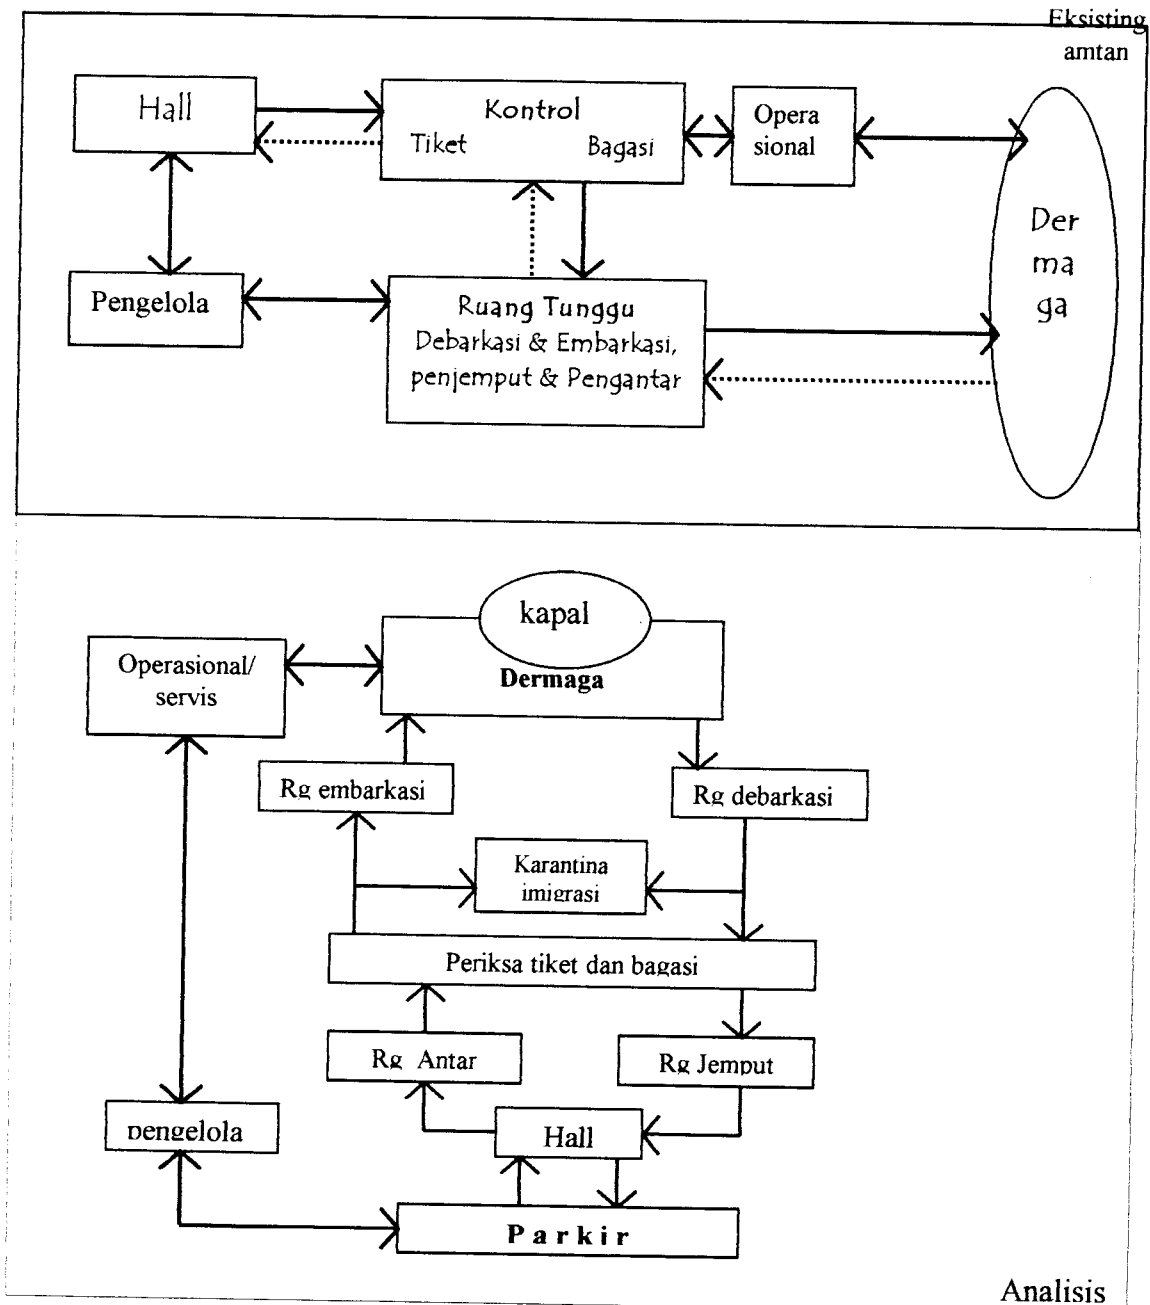 Eksisting
amtan
Hall
Kontrol
Tiket Bagasi
Opera
sional
Der
ma
ga
Pengelola
Ruang Tunggu
Debarkasi & Embarkasi,
penjemput & Pengantar
kapal
Dermaga
Operasional/
servis
Rg embarkasi
Rg debarkasi
Karantina
imigrasi
Periksa tiket dan bagasi
Rg Antar
Rg Jemput
pengelola
Hall
Parkir
Analisis